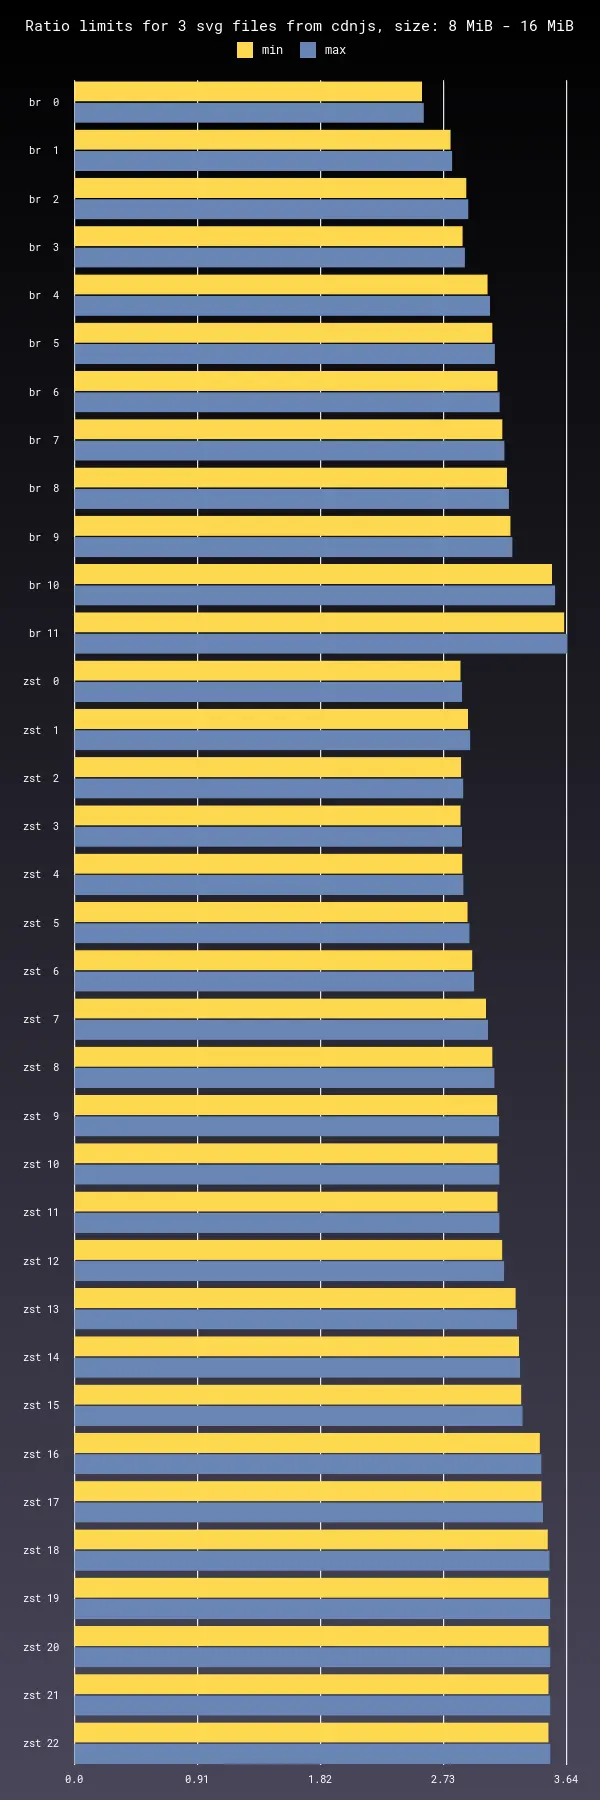 Ratio limits for 3 svg files from cdnjs, size: 8 MiB - 16 MiB
min max
br 0
br 1
br 2
br 3
br 4
br 5
br 6
br 7
br 8
br 9
br 10
br 11
zst 0
zst 1
zst 2
zst 3
zst 4
zst 5
zst 6
zst 7
zst 8
zst 9
zst 10
zst 11
zst 12
zst 13
zst 14
zst 15
zst 16
zst 17
zst 18
zst 19
zst 20
zst 21
zst 22
0.0 0.91 1.82 2.73 3.64